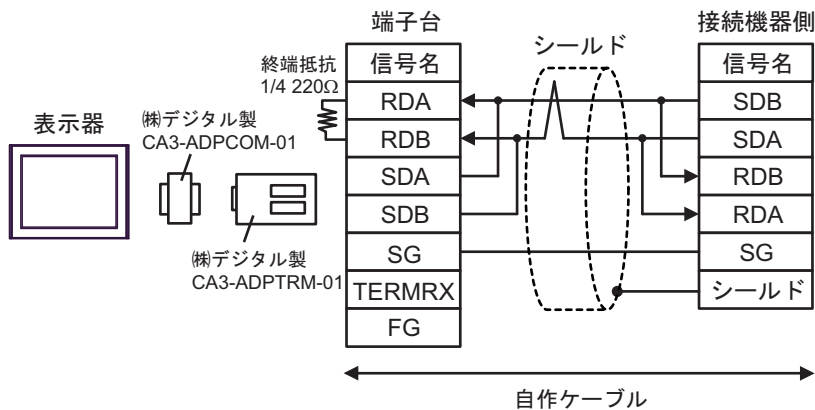 端子台
接続機器側
シールド
終端抵抗
1/4 220Ω
信号名
信号名
RDA
SDB
表示器
㈱デジタル製
CA3-ADPCOM-01
RDB
SDA
SDA
RDB
SDB
RDA
㈱デジタル製
CA3-ADPTRM-01
SG
SG
TERMRX
シールド
FG
自作ケーブル